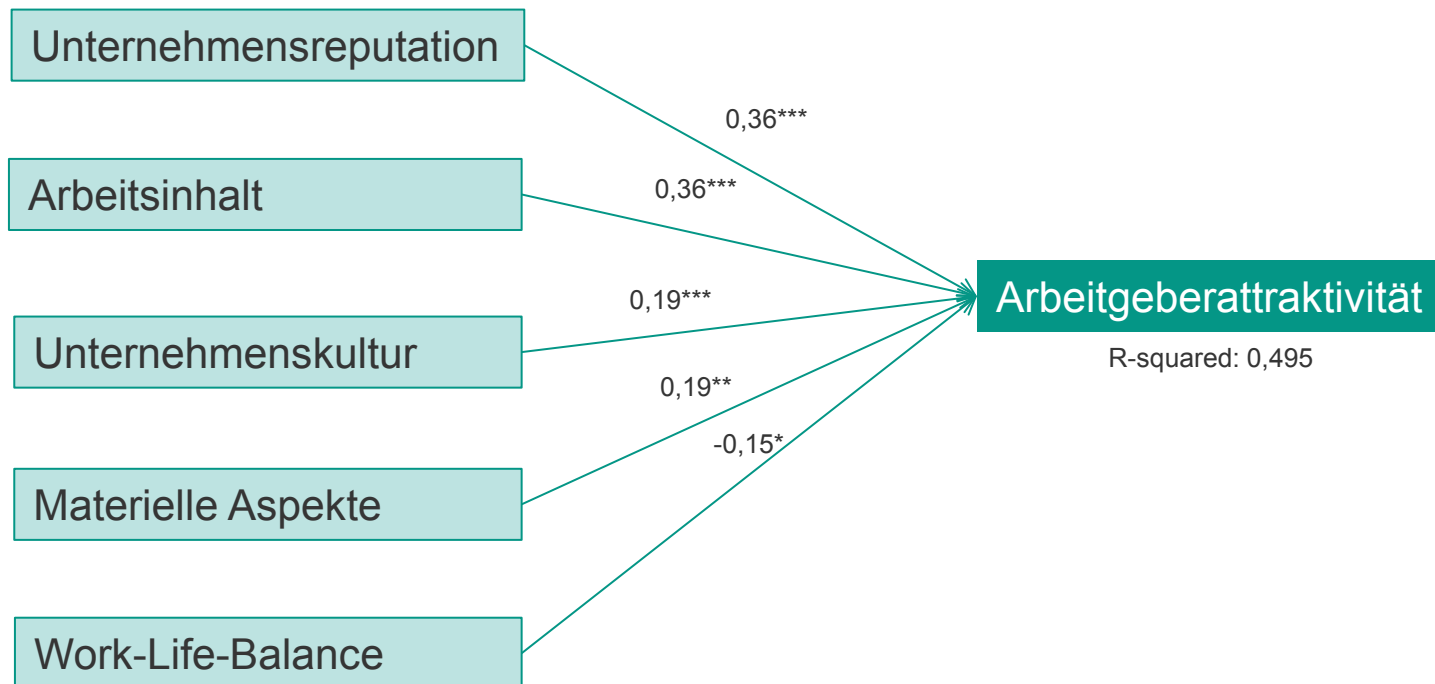 Unternehmensreputation
0,36***
Arbeitsinhalt
0,36***
Arbeitgeberattraktivität
0,19***
Unternehmenskultur
R-squared: 0,495
0,19**
-0,15*
Materielle Aspekte
Work-Life-Balance